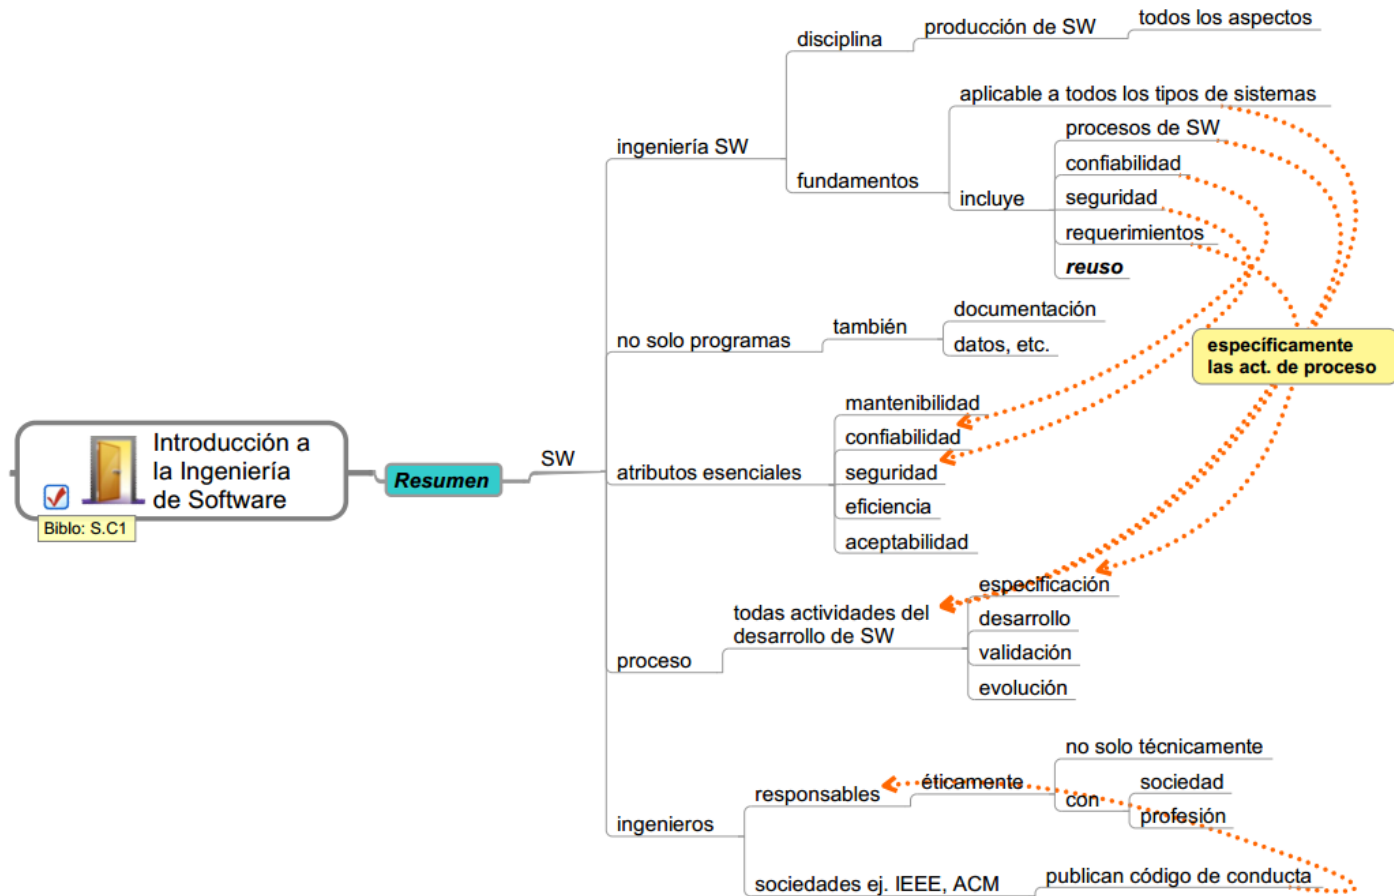 Introducción a
la Ingeniería
de Software
Biblo: S.C1
Resumen
SW
ingeniería SW
disciplina
producción de SW
todos los aspectos
fundamentos
aplicable a todos los tipos de sistemas
incluye
procesos de SW
confiabilidad
seguridad
requerimientos
reuso
no solo programas
también
documentación
datos, etc.
específicamente
las act. de proceso
atributos esenciales
mantenibilidad
confiabilidad
seguridad
eficiencia
aceptabilidad
proceso
todas actividades del
desarrollo de SW
especificación
desarrollo
validación
evolución
ingenieros
responsables
éticamente
no solo técnicamente
con
sociedad
profesión
sociedades ej. IEEE, ACM
publican código de conducta